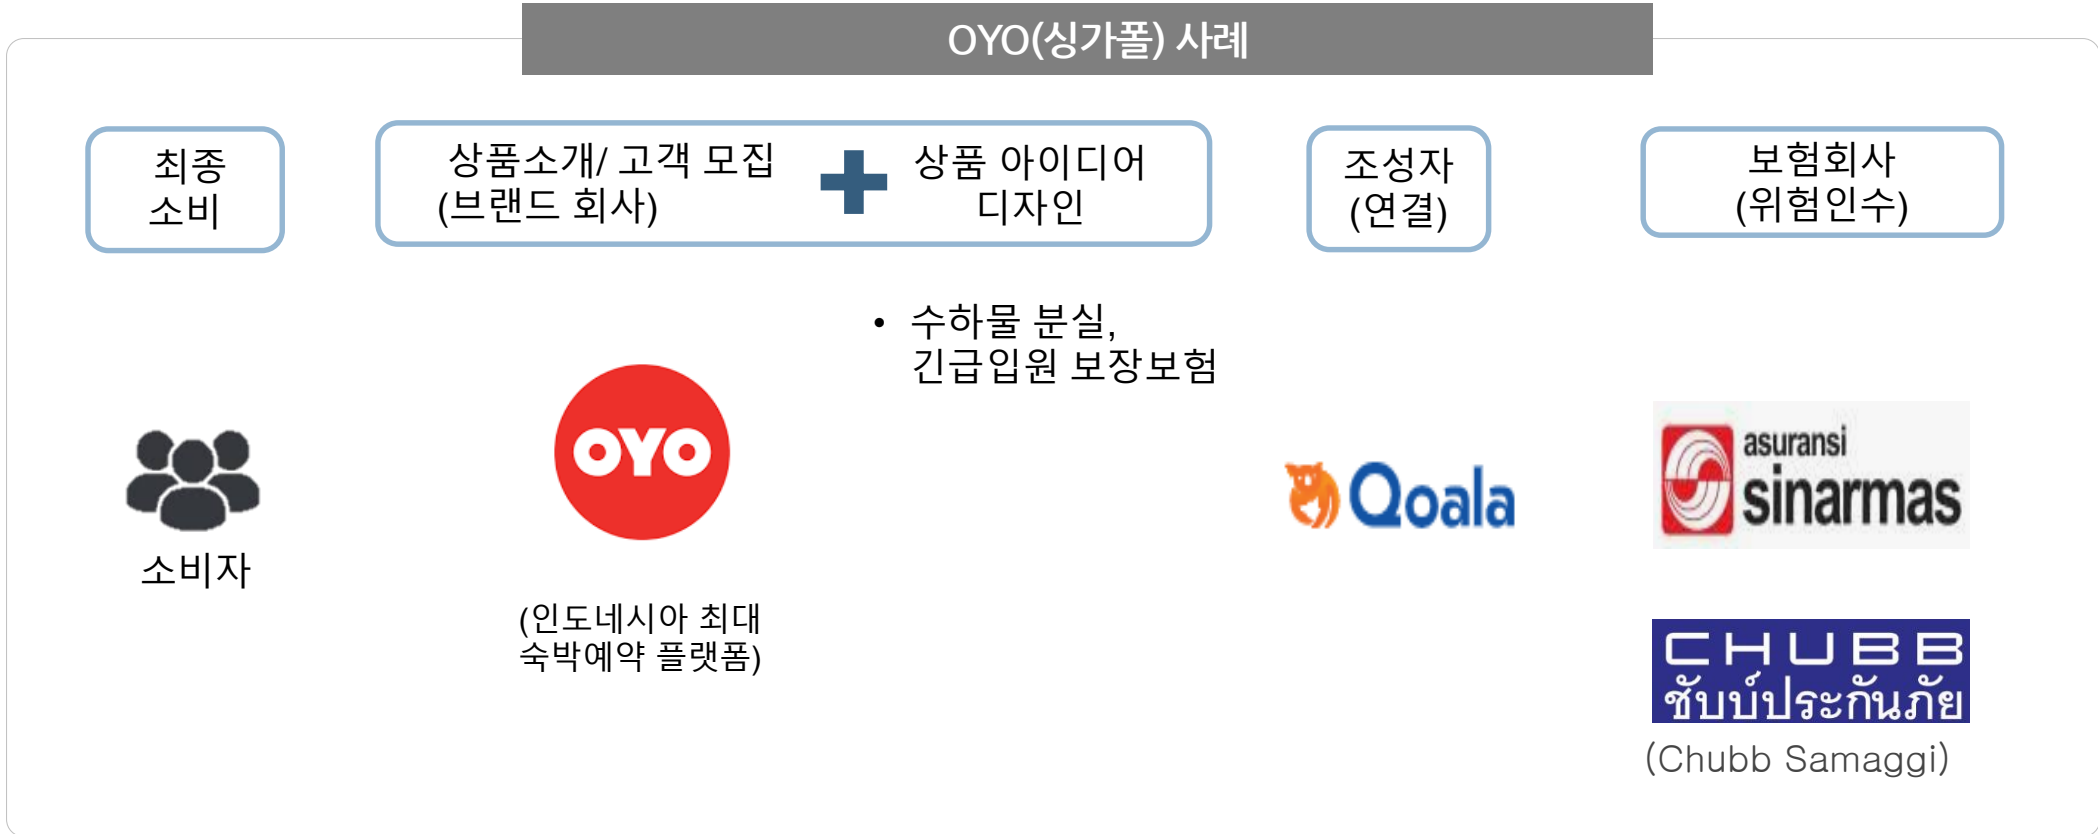 OYO(싱가폴) 사례
최종
소비
상품소개/ 고객 모집
(브랜드 회사)
상품 아이디어
디자인
조성자
(연결)
보험회사
(위험인수)
• 수하물 분실,
긴급입원 보장보험
소비자
OYO
(인도네시아 최대
숙박예약 플랫폼)
Qoala
asuransi
sinarmas
CHUBB
ชับบ์ประกันภัย
(Chubb Samaggi)